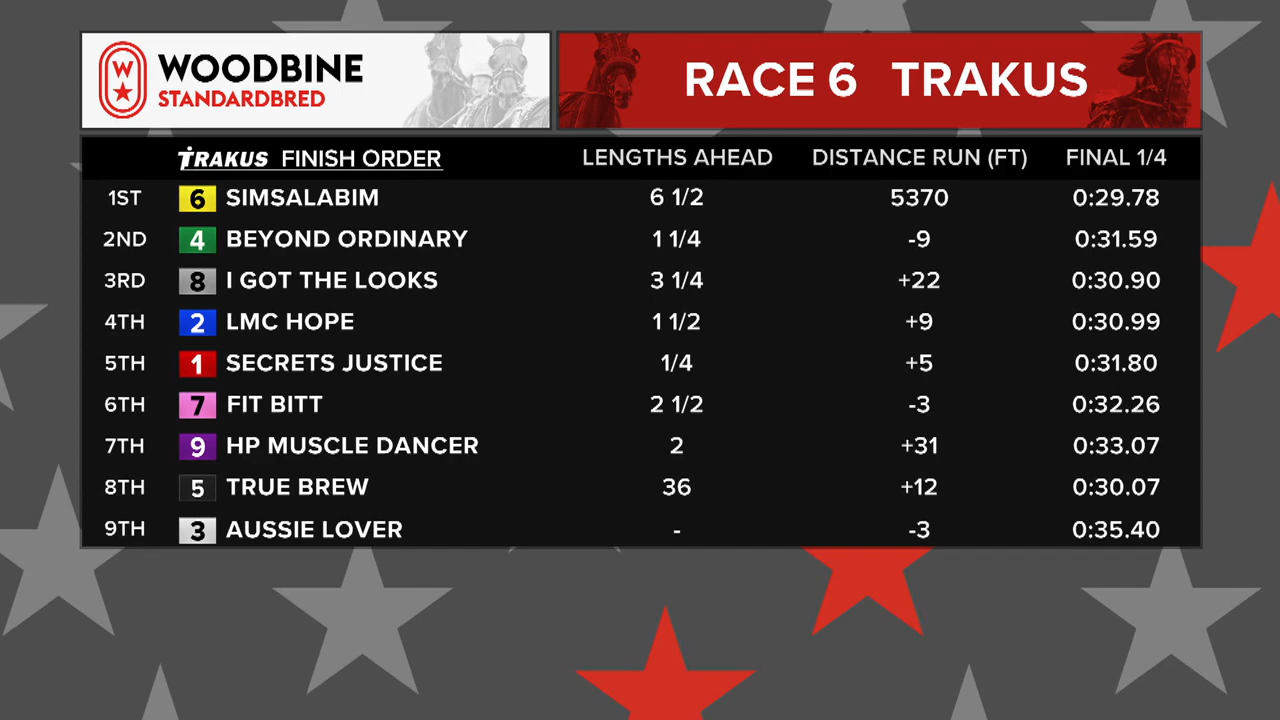 W WOODBINE
STANDARDBRED
RACE 6 TRAKUS
TRAKUS FINISH ORDER LENGTHS AHEAD DISTANCE RUN (FT) FINAL 1/4
1ST 6 SIMSALABIM 6 1/2 5370 0:29.78
2ND 4 BEYOND ORDINARY 1 1/4 -9 0:31.59
3RD 8 I GOT THE LOOKS 3 1/4 +22 0:30.90
4TH 2 LMC HOPE 1 1/2 +9 0:30.99
5TH 1 SECRETS JUSTICE 1/4 +5 0:31.80
6TH 7 FIT BITT 2 1/2 -3 0:32.26
7TH 9 HP MUSCLE DANCER 2 +31 0:33.07
8TH 5 TRUE BREW 36 +12 0:30.07
9TH 3 AUSSIE LOVER - -3 0:35.40